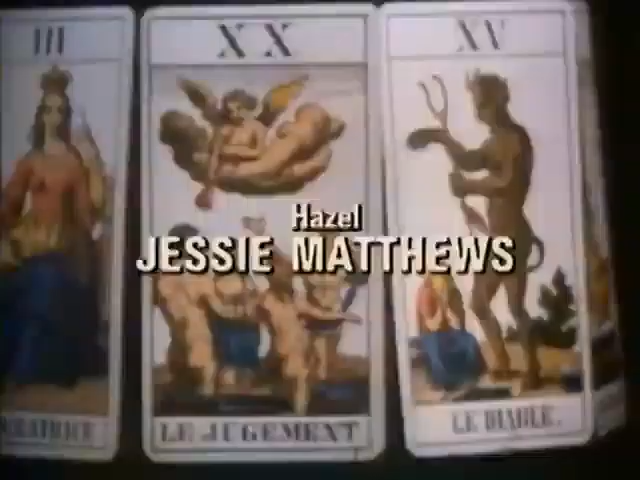 III
XX
XV
Hazel
JESSIE MATTHEWS
LE JUGEMENT
LE DIABLE.